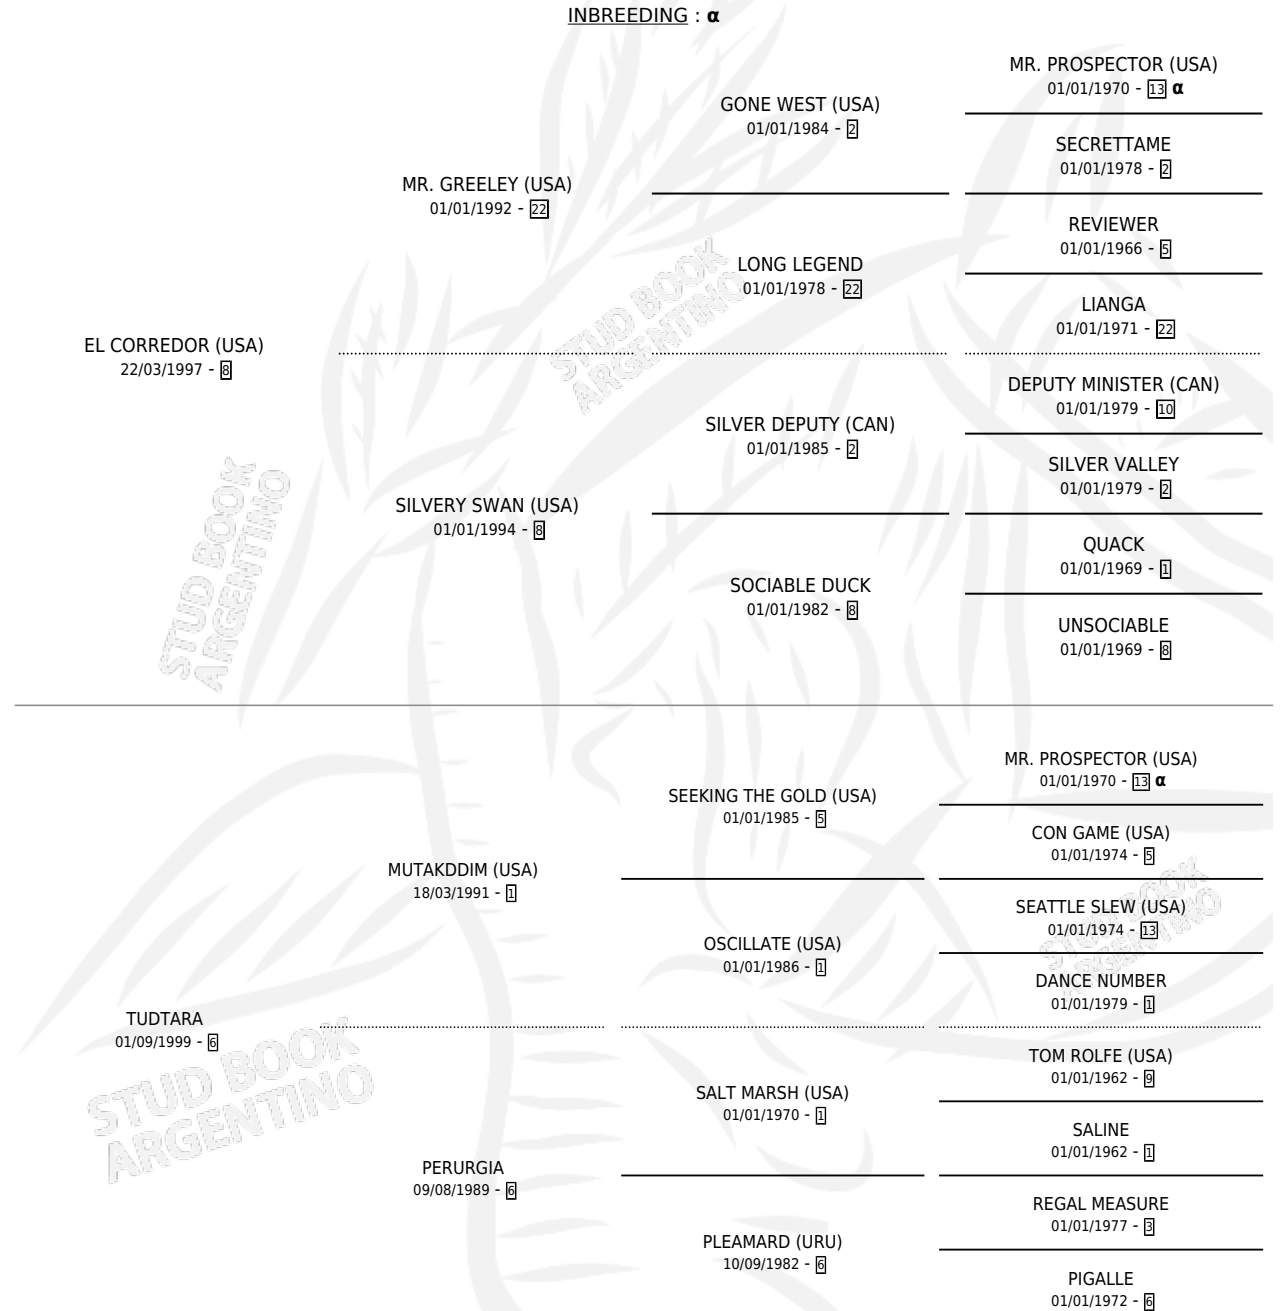 INBREEDING : α
MR. PROSPECTOR (USA)
01/01/1970 - 13 α
GONE WEST (USA)
01/01/1984 - 2
SECRETTAME
01/01/1978 - 2
MR. GREELEY (USA)
01/01/1992 - 22
REVIEWER
01/01/1966 - 5
LONG LEGEND
01/01/1978 - 22
LIANGA
01/01/1971 - 22
EL CORREDOR (USA)
22/03/1997 - 8
DEPUTY MINISTER (CAN)
01/01/1979 - 10
SILVER DEPUTY (CAN)
01/01/1985 - 2
SILVER VALLEY
01/01/1979 - 2
SILVERY SWAN (USA)
01/01/1994 - 8
QUACK
01/01/1969 - 1
SOCIABLE DUCK
01/01/1982 - 8
UNSOCIABLE
01/01/1969 - 8
STUD BOOK
ARGENTINO
STUD BOOK
ARGENTINO
MR. PROSPECTOR (USA)
01/01/1970 - 13 α
SEEKING THE GOLD (USA)
01/01/1985 - 5
CON GAME (USA)
01/01/1974 - 5
MUTAKDDIM (USA)
18/03/1991 - 1
SEATTLE SLEW (USA)
01/01/1974 - 13
OSCILLATE (USA)
01/01/1986 - 1
DANCE NUMBER
01/01/1979 - 1
TUDTARA
01/09/1999 - 6
TOM ROLFE (USA)
01/01/1962 - 9
SALT MARSH (USA)
01/01/1970 - 1
SALINE
01/01/1962 - 1
PERURGIA
09/08/1989 - 6
REGAL MEASURE
01/01/1977 - 3
PLEAMARD (URU)
10/09/1982 - 6
PIGALLE
01/01/1972 - 6
STUD BOOK
ARGENTINO
STUD BOOK
ARGENTINO